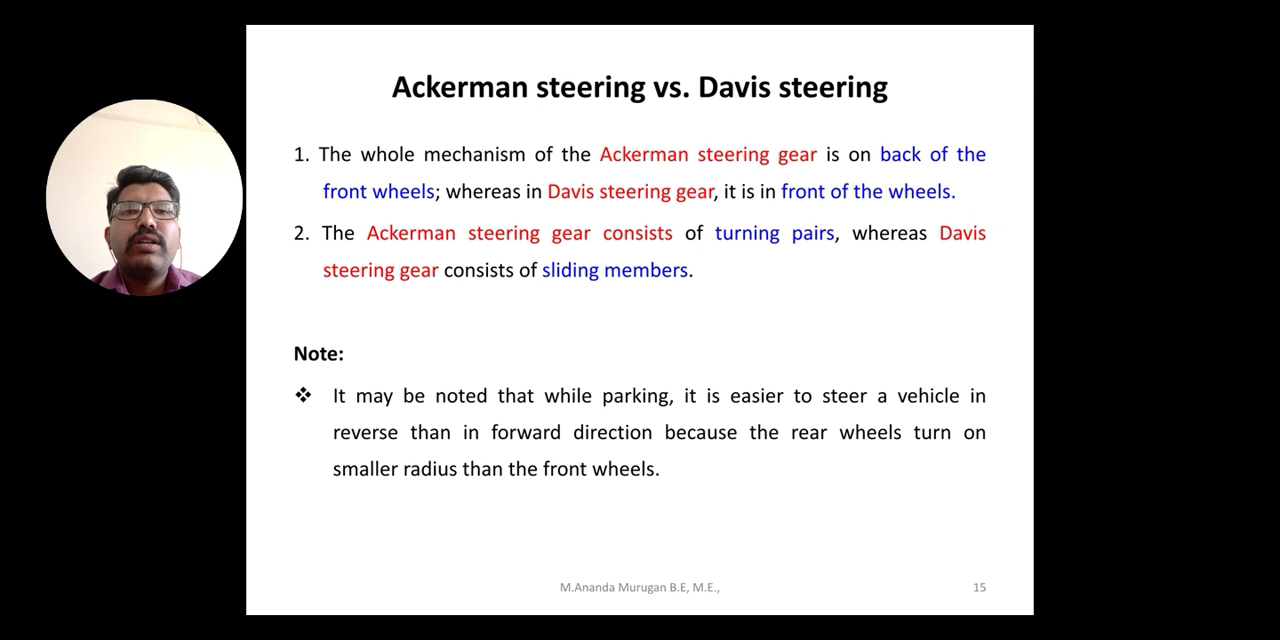 Ackerman steering vs. Davis steering
1. The whole mechanism of the Ackerman steering gear is on back of the
front wheels; whereas in Davis steering gear, it is in front of the wheels.
2. The Ackerman steering gear consists of turning pairs, whereas Davis
steering gear consists of sliding members.
Note:
❖ It may be noted that while parking, it is easier to steer a vehicle in
reverse than in forward direction because the rear wheels turn on
smaller radius than the front wheels.
M.Ananda Murugan B.E, M.E., 15